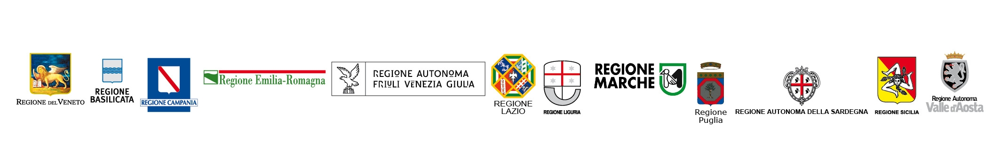 REGIONE DEL VENETO
REGIONE
BASILICATA
REGIONE CAMPANIA
Regione Emilia-Romagna
REGIONE AUTONOMA
FRIULI VENEZIA GIULIA
REGIONE
LAZIO
REGIONE LIGURIA
REGIONE
MARCHE
Regione
Puglia
REGIONE AUTONOMA DELLA SARDEGNA
REGIONE SICILIA
Regione Autonoma
Valle d'Aosta